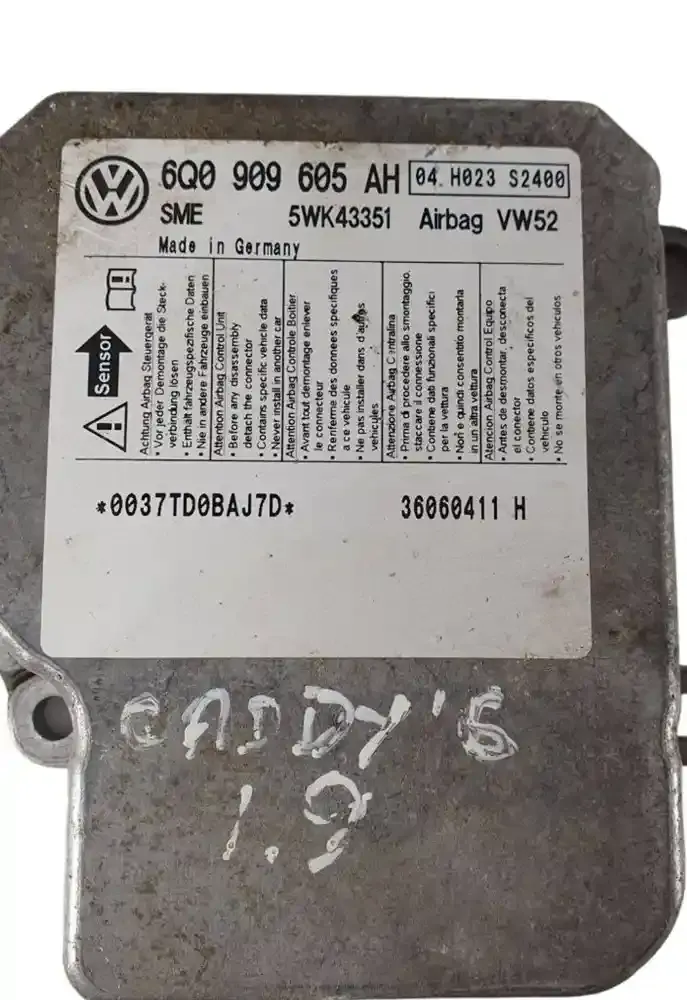 6Q0 909 605 AH 04 H023 S2400
SME 5WK43351 Airbag VW52
Made in Germany
Sensor
Achtung Airbag Steuergerät
• Vor jeder Demontage die Steck-
verbindung lösen
• Enthält fahrzeugspezifische Daten
• Nie in andere Fahrzeuge einbauen
Attention Airbag Control Unit
• Before any disassembly
detach the connector
• Contains specific vehicle data
• Never install in another car
Attention Airbag Controle Boitier
• Avant tout demontage enlever
le connecteur
• Renferme des donnees specifiques
a ce vehicule
• Ne pas installer dans d'autres
vehicules
Attenzione Airbag Centralina
• Prima di procedere allo smontaggio.
staccare il connessione
• Contiene dati funzionali specifici
per la vettura
• Non e quindi consentito montarla
in un altra vettura
Atencion Airbag Control Equipo
• Antes de desmontar, desconecta
el conector
• Contiene datos especificos del
vehiculo
• No se monte en otros vehiculos
*0037TD0BAJ7D* 36060411 H
CADDY
1.6